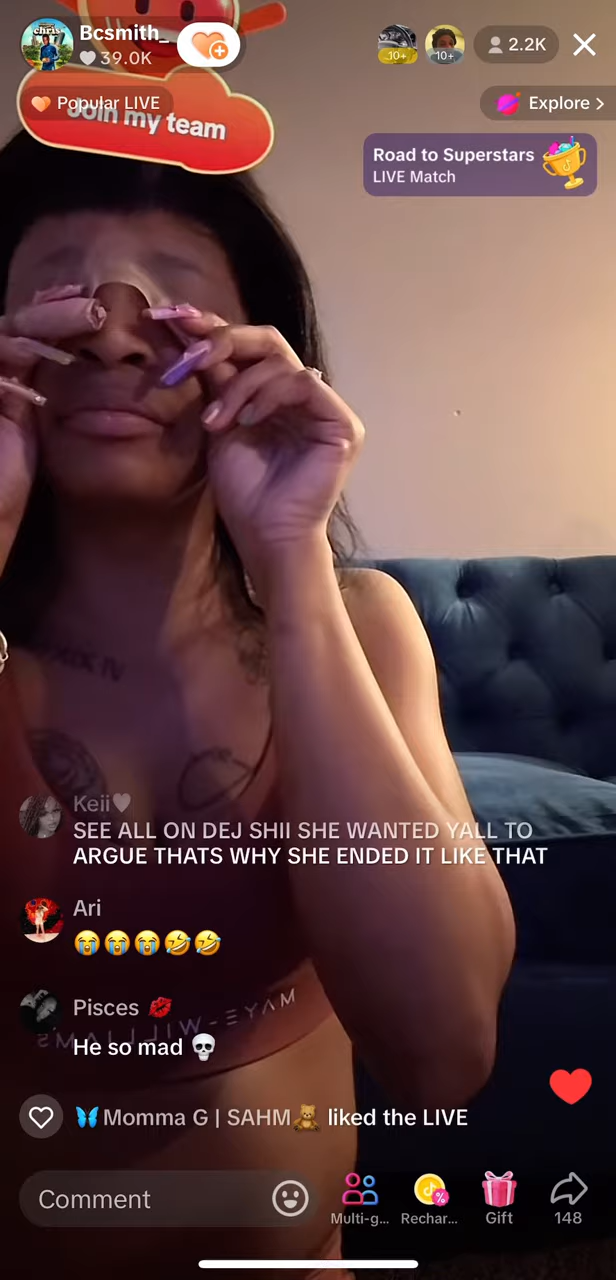 Bcsmith_
39.0K
10+
10+
2.2K
Popular LIVE
Join my team
Explore
Road to Superstars
LIVE Match
Keii🤍
SEE ALL ON DEJ SHII SHE WANTED YALL TO
ARGUE THATS WHY SHE ENDED IT LIKE THAT
Ari
😭😭😭🤣🤣
Pisces 💋
He so mad 💀
🦋Momma G | SAHM🧸 liked the LIVE
Comment
Multi-g...
Rechar...
Gift
148